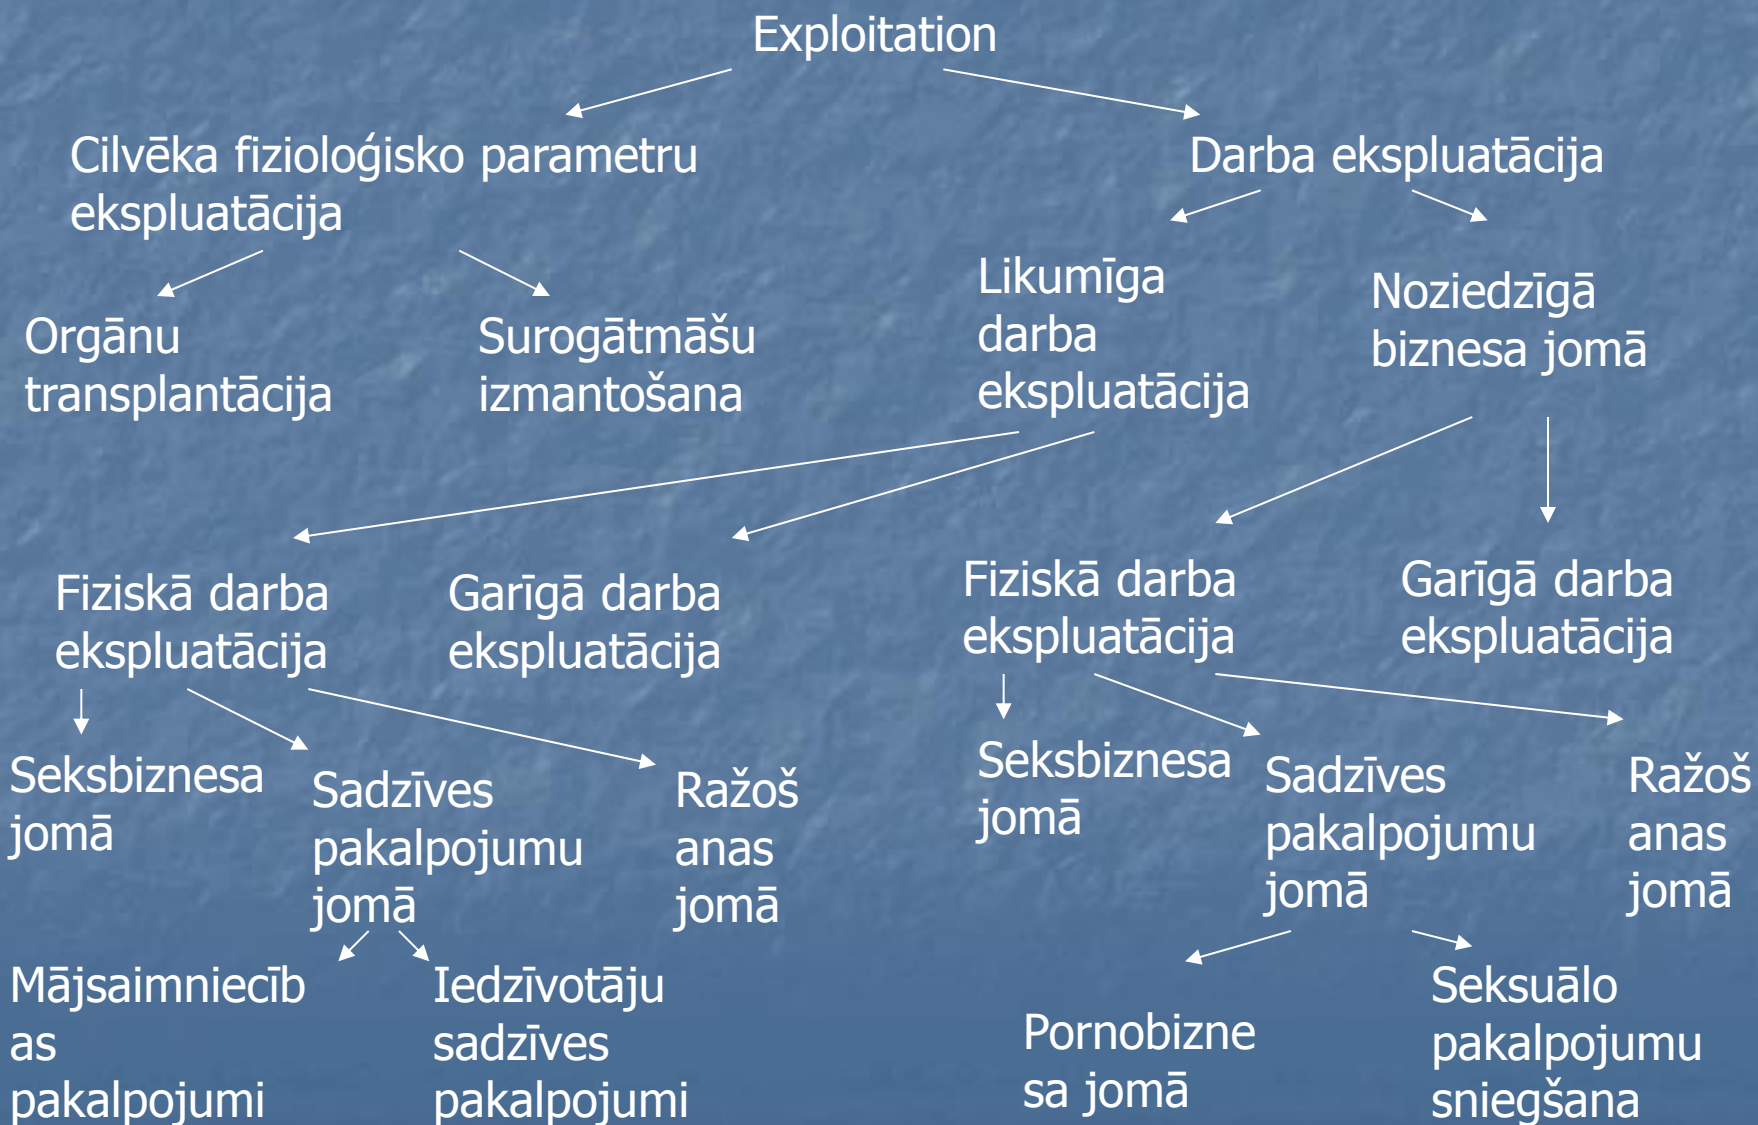 Exploitation
Cilvēka fizioloģisko parametru
ekspluatācija
Darba ekspluatācija
Orgānu
transplantācija
Surogātmāšu
izmantošana
Likumīga
darba
ekspluatācija
Noziedzīgā
biznesa jomā
Fiziskā darba
ekspluatācija
Garīgā darba
ekspluatācija
Fiziskā darba
ekspluatācija
Garīgā darba
ekspluatācija
Seksbiznesa
jomā
Sadzīves
pakalpojumu
jomā
Ražoš
anas
jomā
Seksbiznesa
jomā
Sadzīves
pakalpojumu
jomā
Ražoš
anas
jomā
Mājsaimniecīb
as
pakalpojumi
Iedzīvotāju
sadzīves
pakalpojumi
Pornobizne
sa jomā
Seksuālo
pakalpojumu
sniegšana